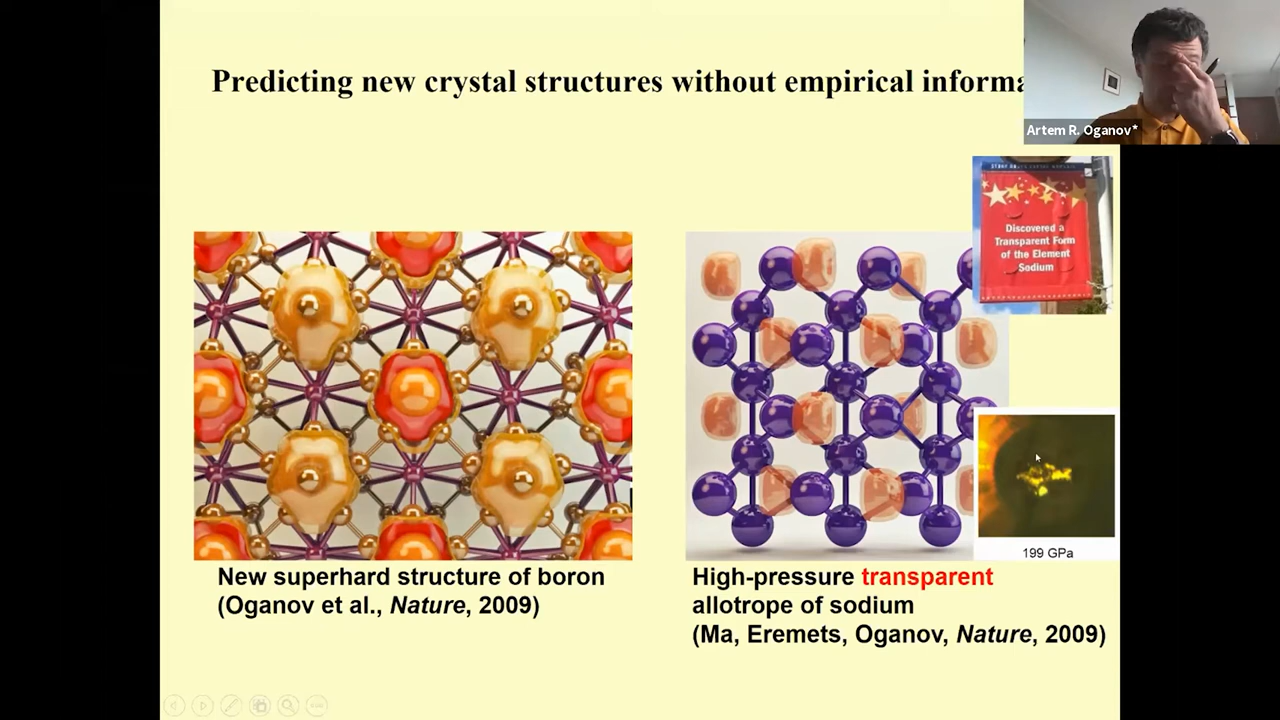 Predicting new crystal structures without empirical informa
Artem R. Oganov*
Discovered a
Transparent Form
of the Element
Sodium
199 GPa
New superhard structure of boron
(Oganov et al., Nature, 2009)
High-pressure transparent
allotrope of sodium
(Ma, Eremets, Oganov, Nature, 2009)